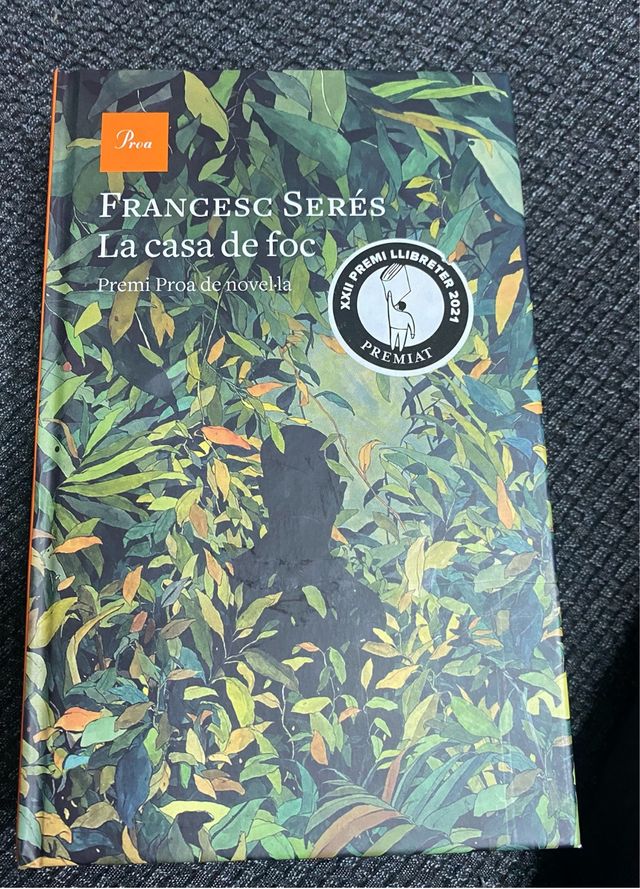 Proa
FRANCESC SERÉS
La casa de foc
Premi Proa de novel·la
XXII PREMI LLIBRETER 2021
PREMIAT